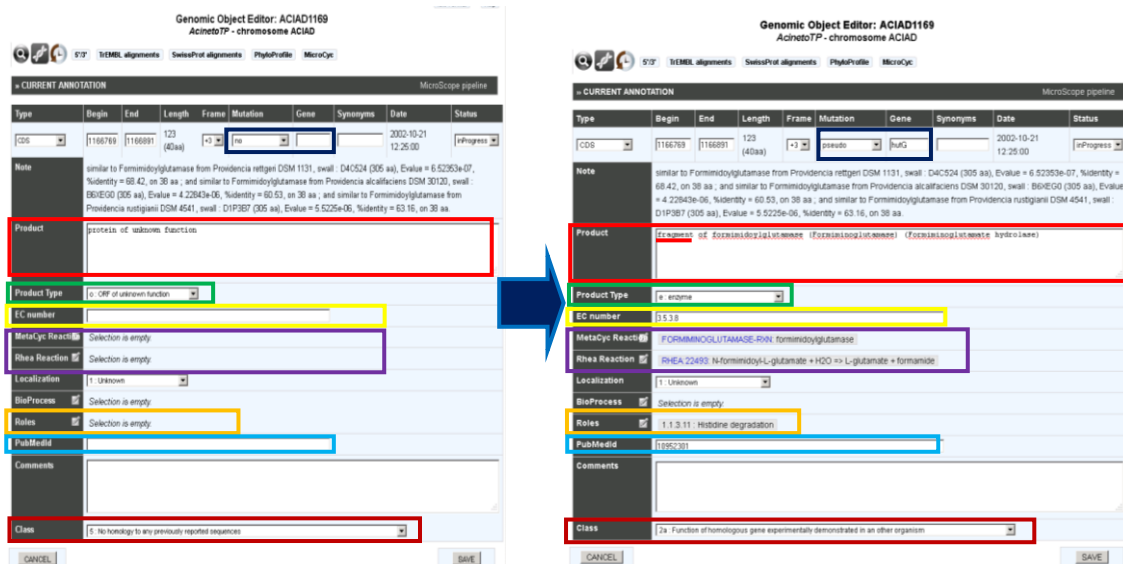 Genomic Object Editor: ACIAD1169
AcinetoTP - chromosome ACIAD
5'/3' TrEMBL alignments SwissProt alignments PhyloProfile MicroCyc
» CURRENT ANNOTATION MicroScope pipeline
Type Begin End Length Frame Mutation Gene Synonyms Date Status
CDS 1166769 1166891 123 (40aa) +3 no 2002-10-21 12:25:00 inProgress
Note similar to Formimidoylglutamase from Providencia rettgeri DSM 1131, swall : D4C524 (305 aa), Evalue = 6.52353e-07,
%identity = 68.42, on 38 aa ; and similar to Formimidoylglutamase from Providencia alcalifaciens DSM 30120, swall :
B6XEG0 (305 aa), Evalue = 4.22843e-06, %identity = 60.53, on 38 aa ; and similar to Formimidoylglutamase from
Providencia rustigianii DSM 4541, swall : D1P3B7 (305 aa), Evalue = 5.5225e-06, %identity = 63.16, on 38 aa.
Product protein of unknown function
Product Type o : ORF of unknown function
EC number
MetaCyc Reacti Selection is empty.
Rhea Reaction Selection is empty.
Localization 1 : Unknown
BioProcess Selection is empty.
Roles Selection is empty.
PubMedId
Comments
Class 5 : No homology to any previously reported sequences
CANCEL SAVE
Genomic Object Editor: ACIAD1169
AcinetoTP - chromosome ACIAD
5'/3' TrEMBL alignments SwissProt alignments PhyloProfile MicroCyc
» CURRENT ANNOTATION MicroScope pipeline
Type Begin End Length Frame Mutation Gene Synonyms Date Status
CDS 1166769 1166891 123 (40aa) +3 pseudo hutG 2002-10-21 12:25:00 inProgress
Note similar to Formimidoylglutamase from Providencia rettgeri DSM 1131, swall : D4C524 (305 aa), Evalue = 6.52353e-07, %identity =
68.42, on 38 aa ; and similar to Formimidoylglutamase from Providencia alcalifaciens DSM 30120, swall : B6XEG0 (305 aa), Evalue
= 4.22843e-06, %identity = 60.53, on 38 aa ; and similar to Formimidoylglutamase from Providencia rustigianii DSM 4541, swall :
D1P3B7 (305 aa), Evalue = 5.5225e-06, %identity = 63.16, on 38 aa.
Product fragment of formimidoylglutamase (Formiminoglutamase) (Formiminoglutamate hydrolase)
Product Type e : enzyme
EC number 3.5.3.8
MetaCyc Reacti FORMIMINOGLUTAMASE-RXN: formimidoylglutamase
Rhea Reaction RHEA:22493: N-formimidoyl-L-glutamate + H2O => L-glutamate + formamide
Localization 1 : Unknown
BioProcess Selection is empty.
Roles 1.1.3.11 : Histidine degradation
PubMedId 18952301
Comments
Class 2a : Function of homologous gene experimentally demonstrated in an other organism
CANCEL SAVE